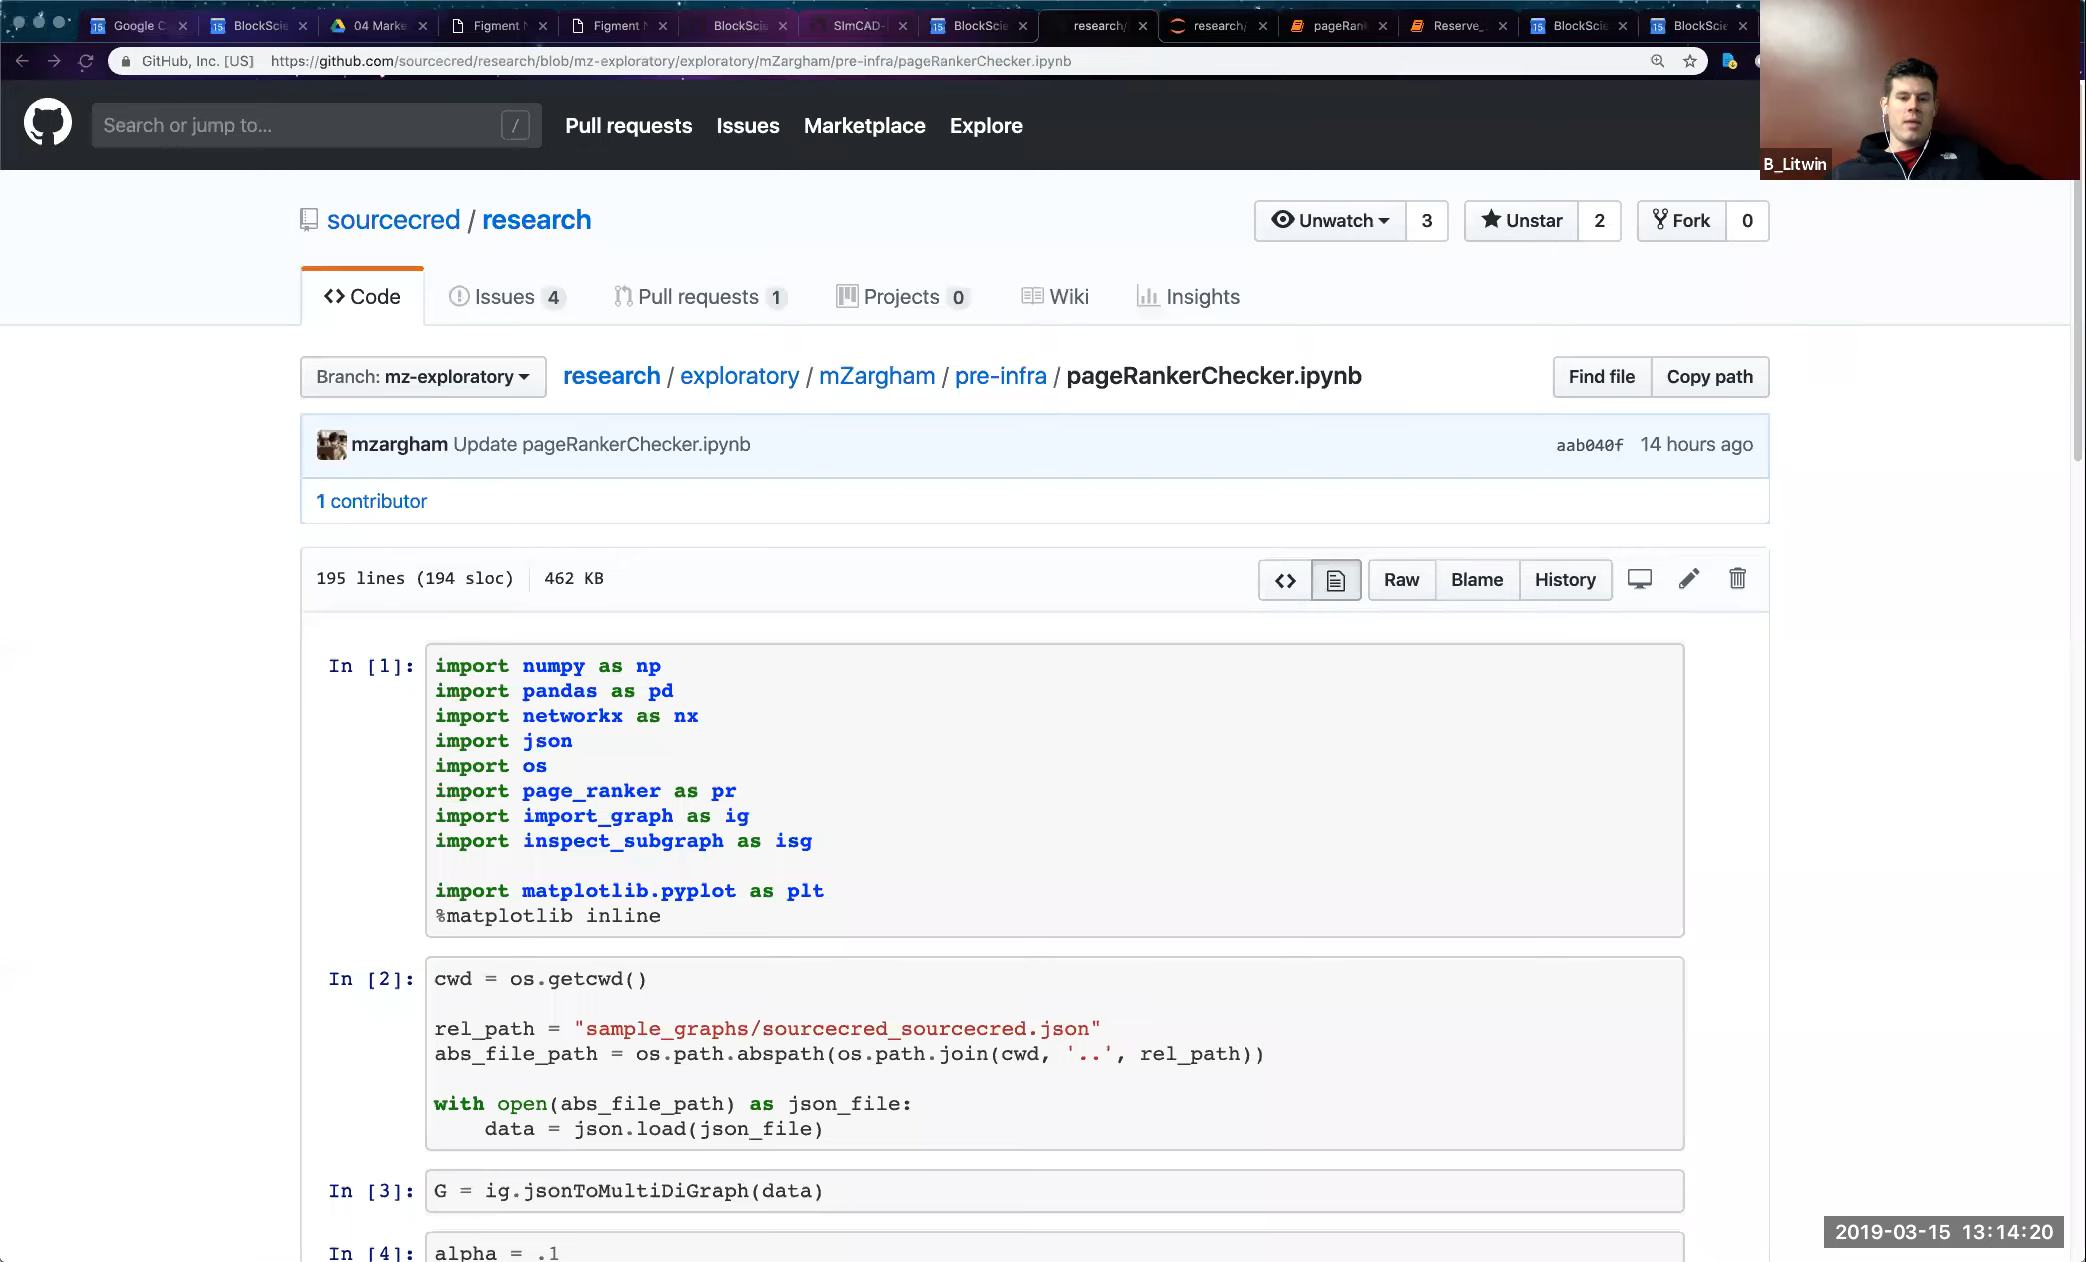 Google C
BlockScie
04 Marke
Figment N
Figment N
BlockScie
SimCAD-
BlockScie
research/
research/
pageRank
Reserve_
BlockScie
BlockScie
GitHub, Inc. [US] https://github.com/sourcecred/research/blob/mz-exploratory/exploratory/mZargham/pre-infra/pageRankerChecker.ipynb
Search or jump to... /
Pull requests Issues Marketplace Explore
B_Litwin
sourcecred / research
Unwatch 3 Unstar 2 Fork 0
Code Issues 4 Pull requests 1 Projects 0 Wiki Insights
Branch: mz-exploratory research / exploratory / mZargham / pre-infra / pageRankerChecker.ipynb Find file Copy path
mzargham Update pageRankerChecker.ipynb aab040f 14 hours ago
1 contributor
195 lines (194 sloc) 462 KB <> Raw Blame History
In [1]: import numpy as np
import pandas as pd
import networkx as nx
import json
import os
import page_ranker as pr
import import_graph as ig
import inspect_subgraph as isg
import matplotlib.pyplot as plt
%matplotlib inline
In [2]: cwd = os.getcwd()
rel_path = "sample_graphs/sourcecred_sourcecred.json"
abs_file_path = os.path.abspath(os.path.join(cwd, '..', rel_path))
with open(abs_file_path) as json_file:
data = json.load(json_file)
In [3]: G = ig.jsonToMultiDiGraph(data)
In [4]: alpha = .1
2019-03-15 13:14:20